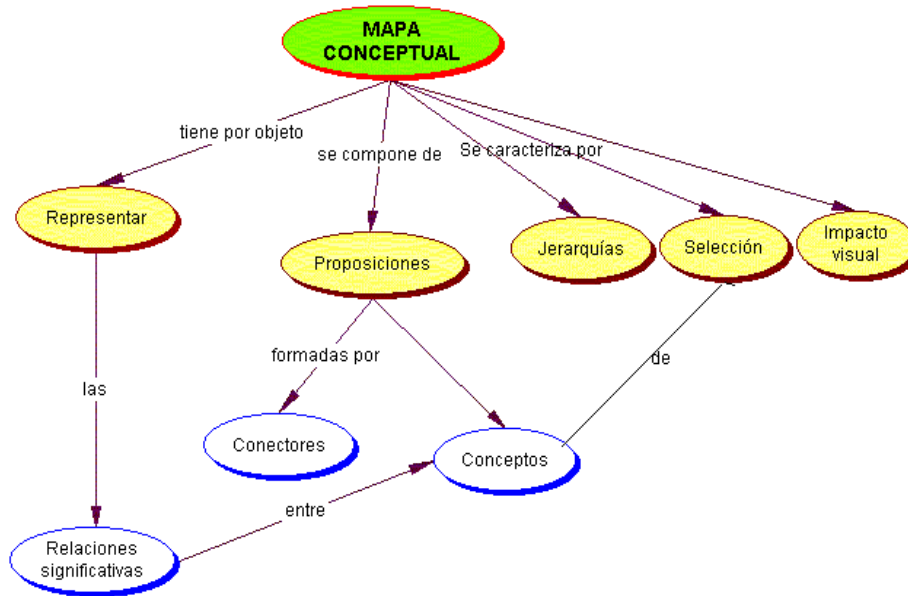 MAPA
CONCEPTUAL
tiene por objeto
se compone de
Se caracteriza por
Representar
Proposiciones
Jerarquías
Selección
Impacto
visual
formadas por
de
las
Conectores
Conceptos
entre
Relaciones
significativas